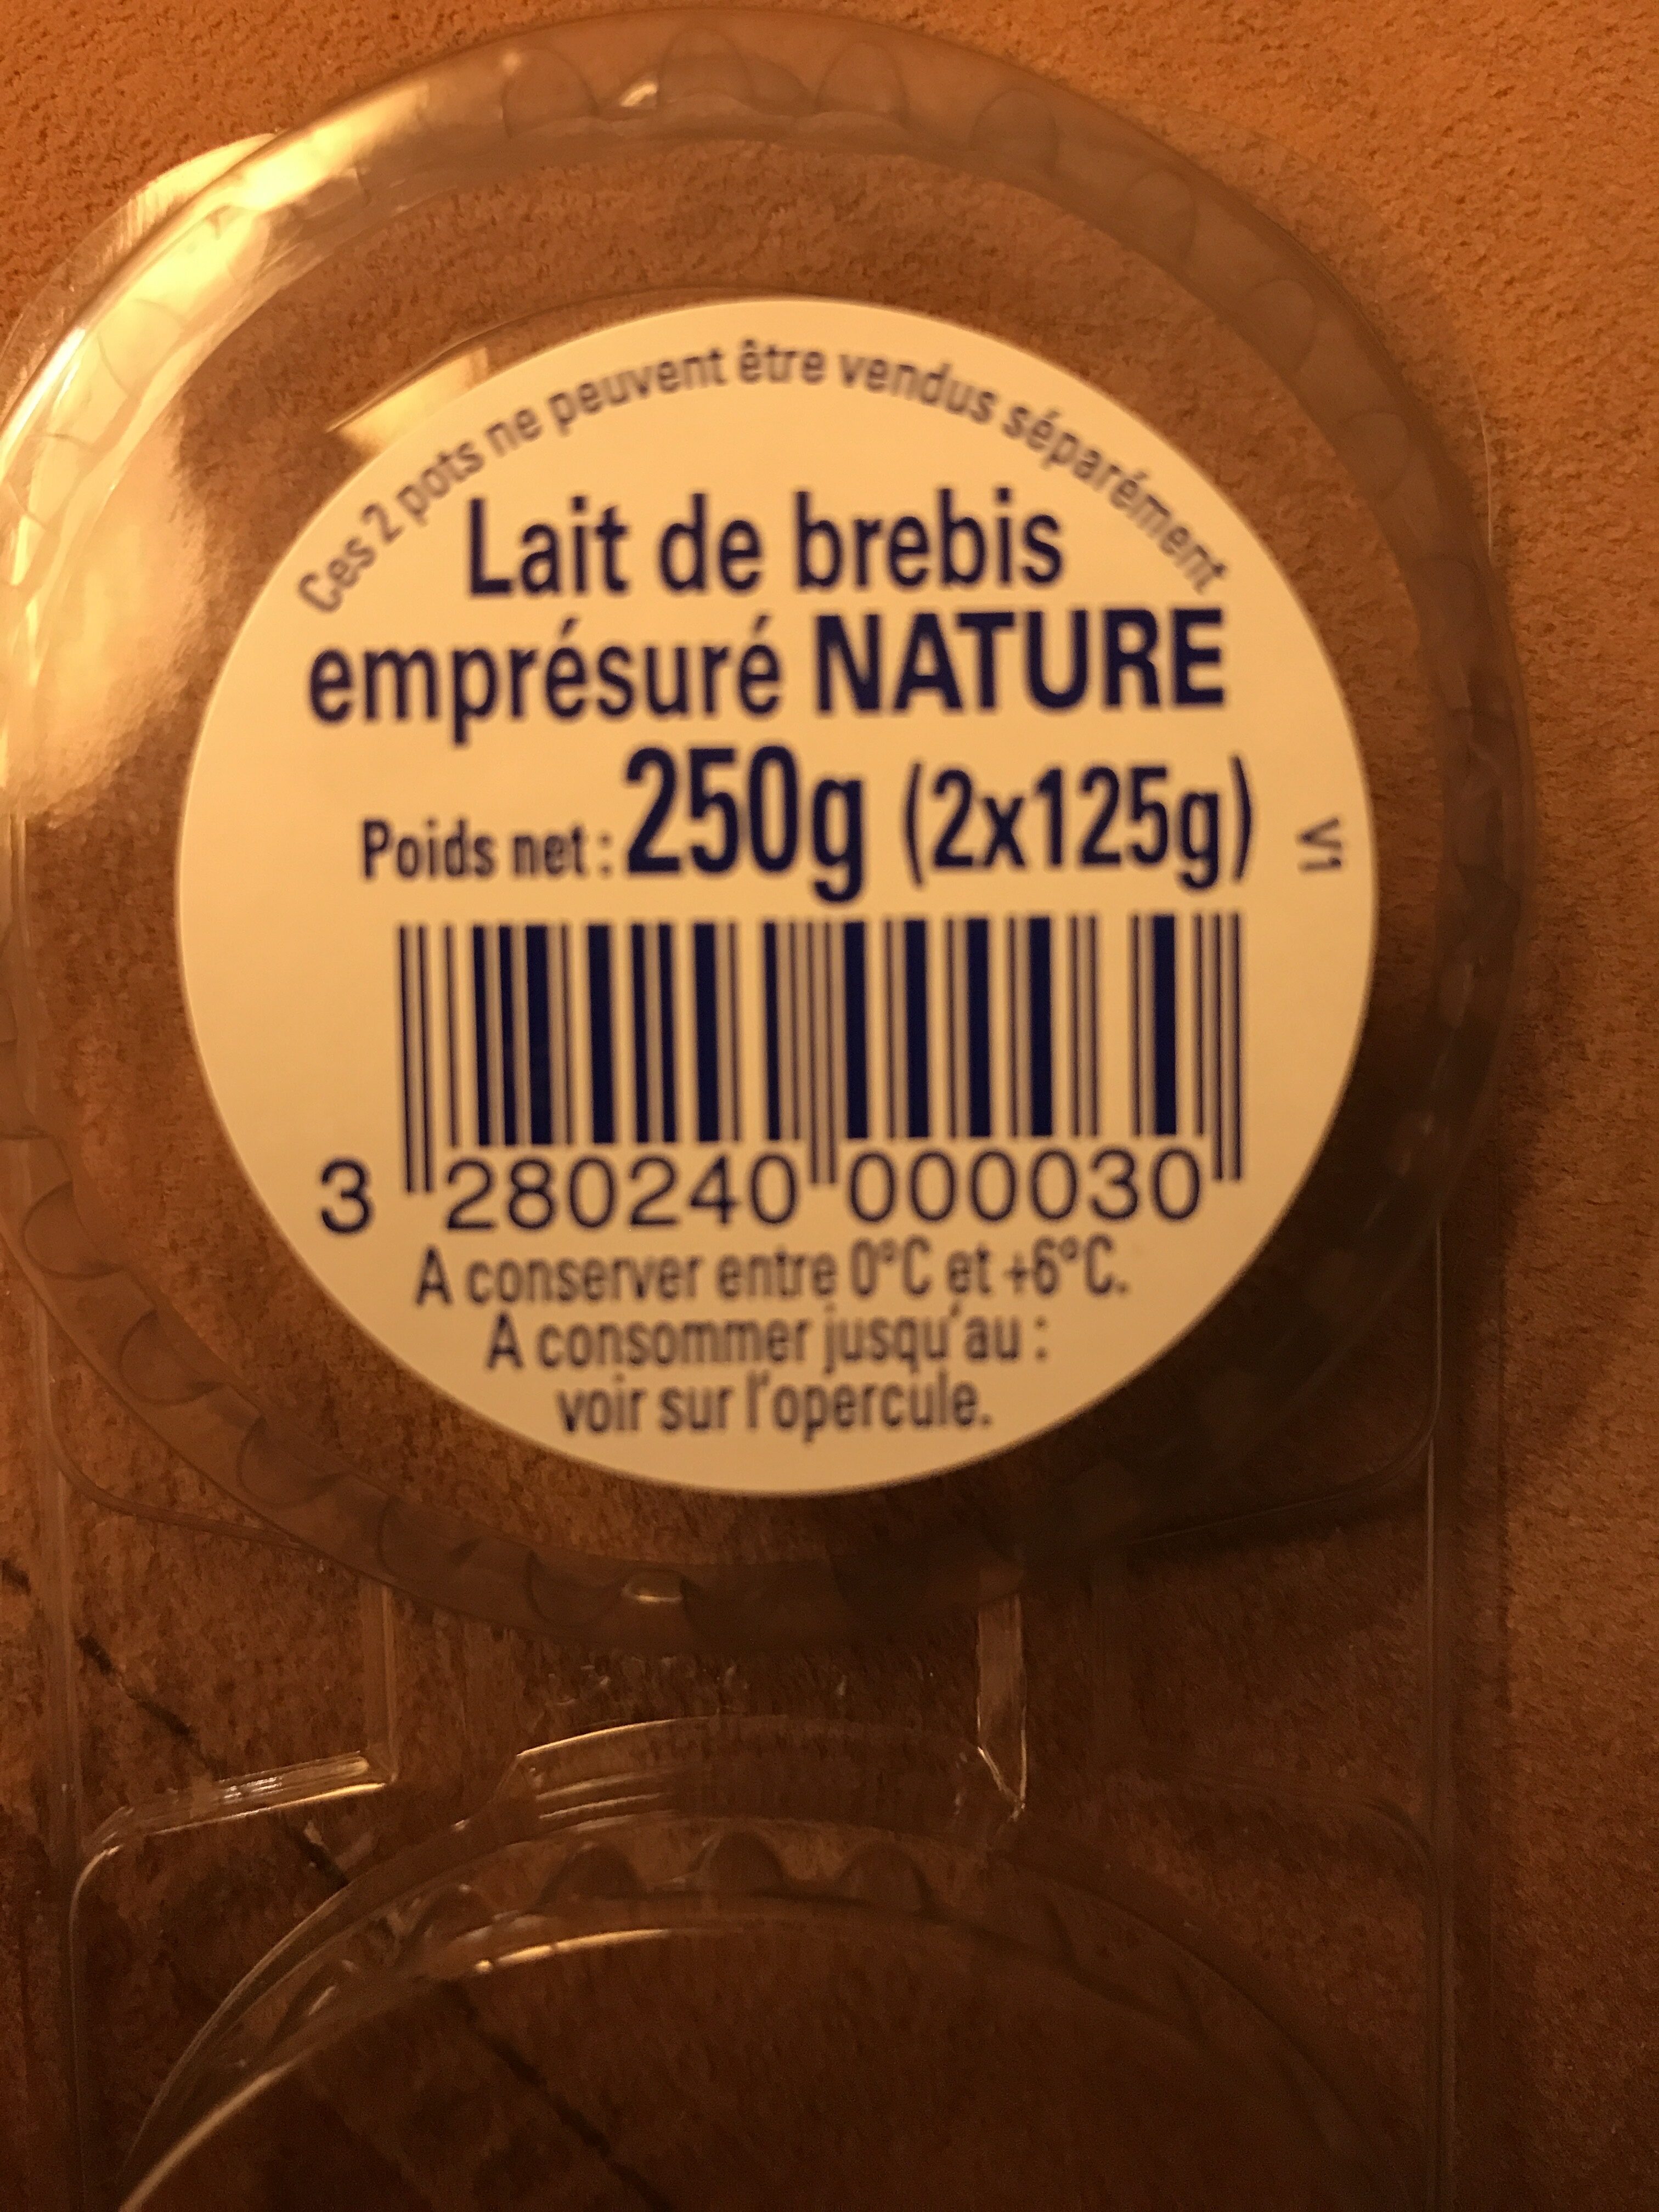 Ces 2 pots ne peuvent être vendus séparément
Lait de brebis
emprésuré NATURE
Poids net : 250g (2x125g)
V1
3 280240 000030
A conserver entre 0°C et +6°C.
A consommer jusqu'au :
voir sur l'opercule.